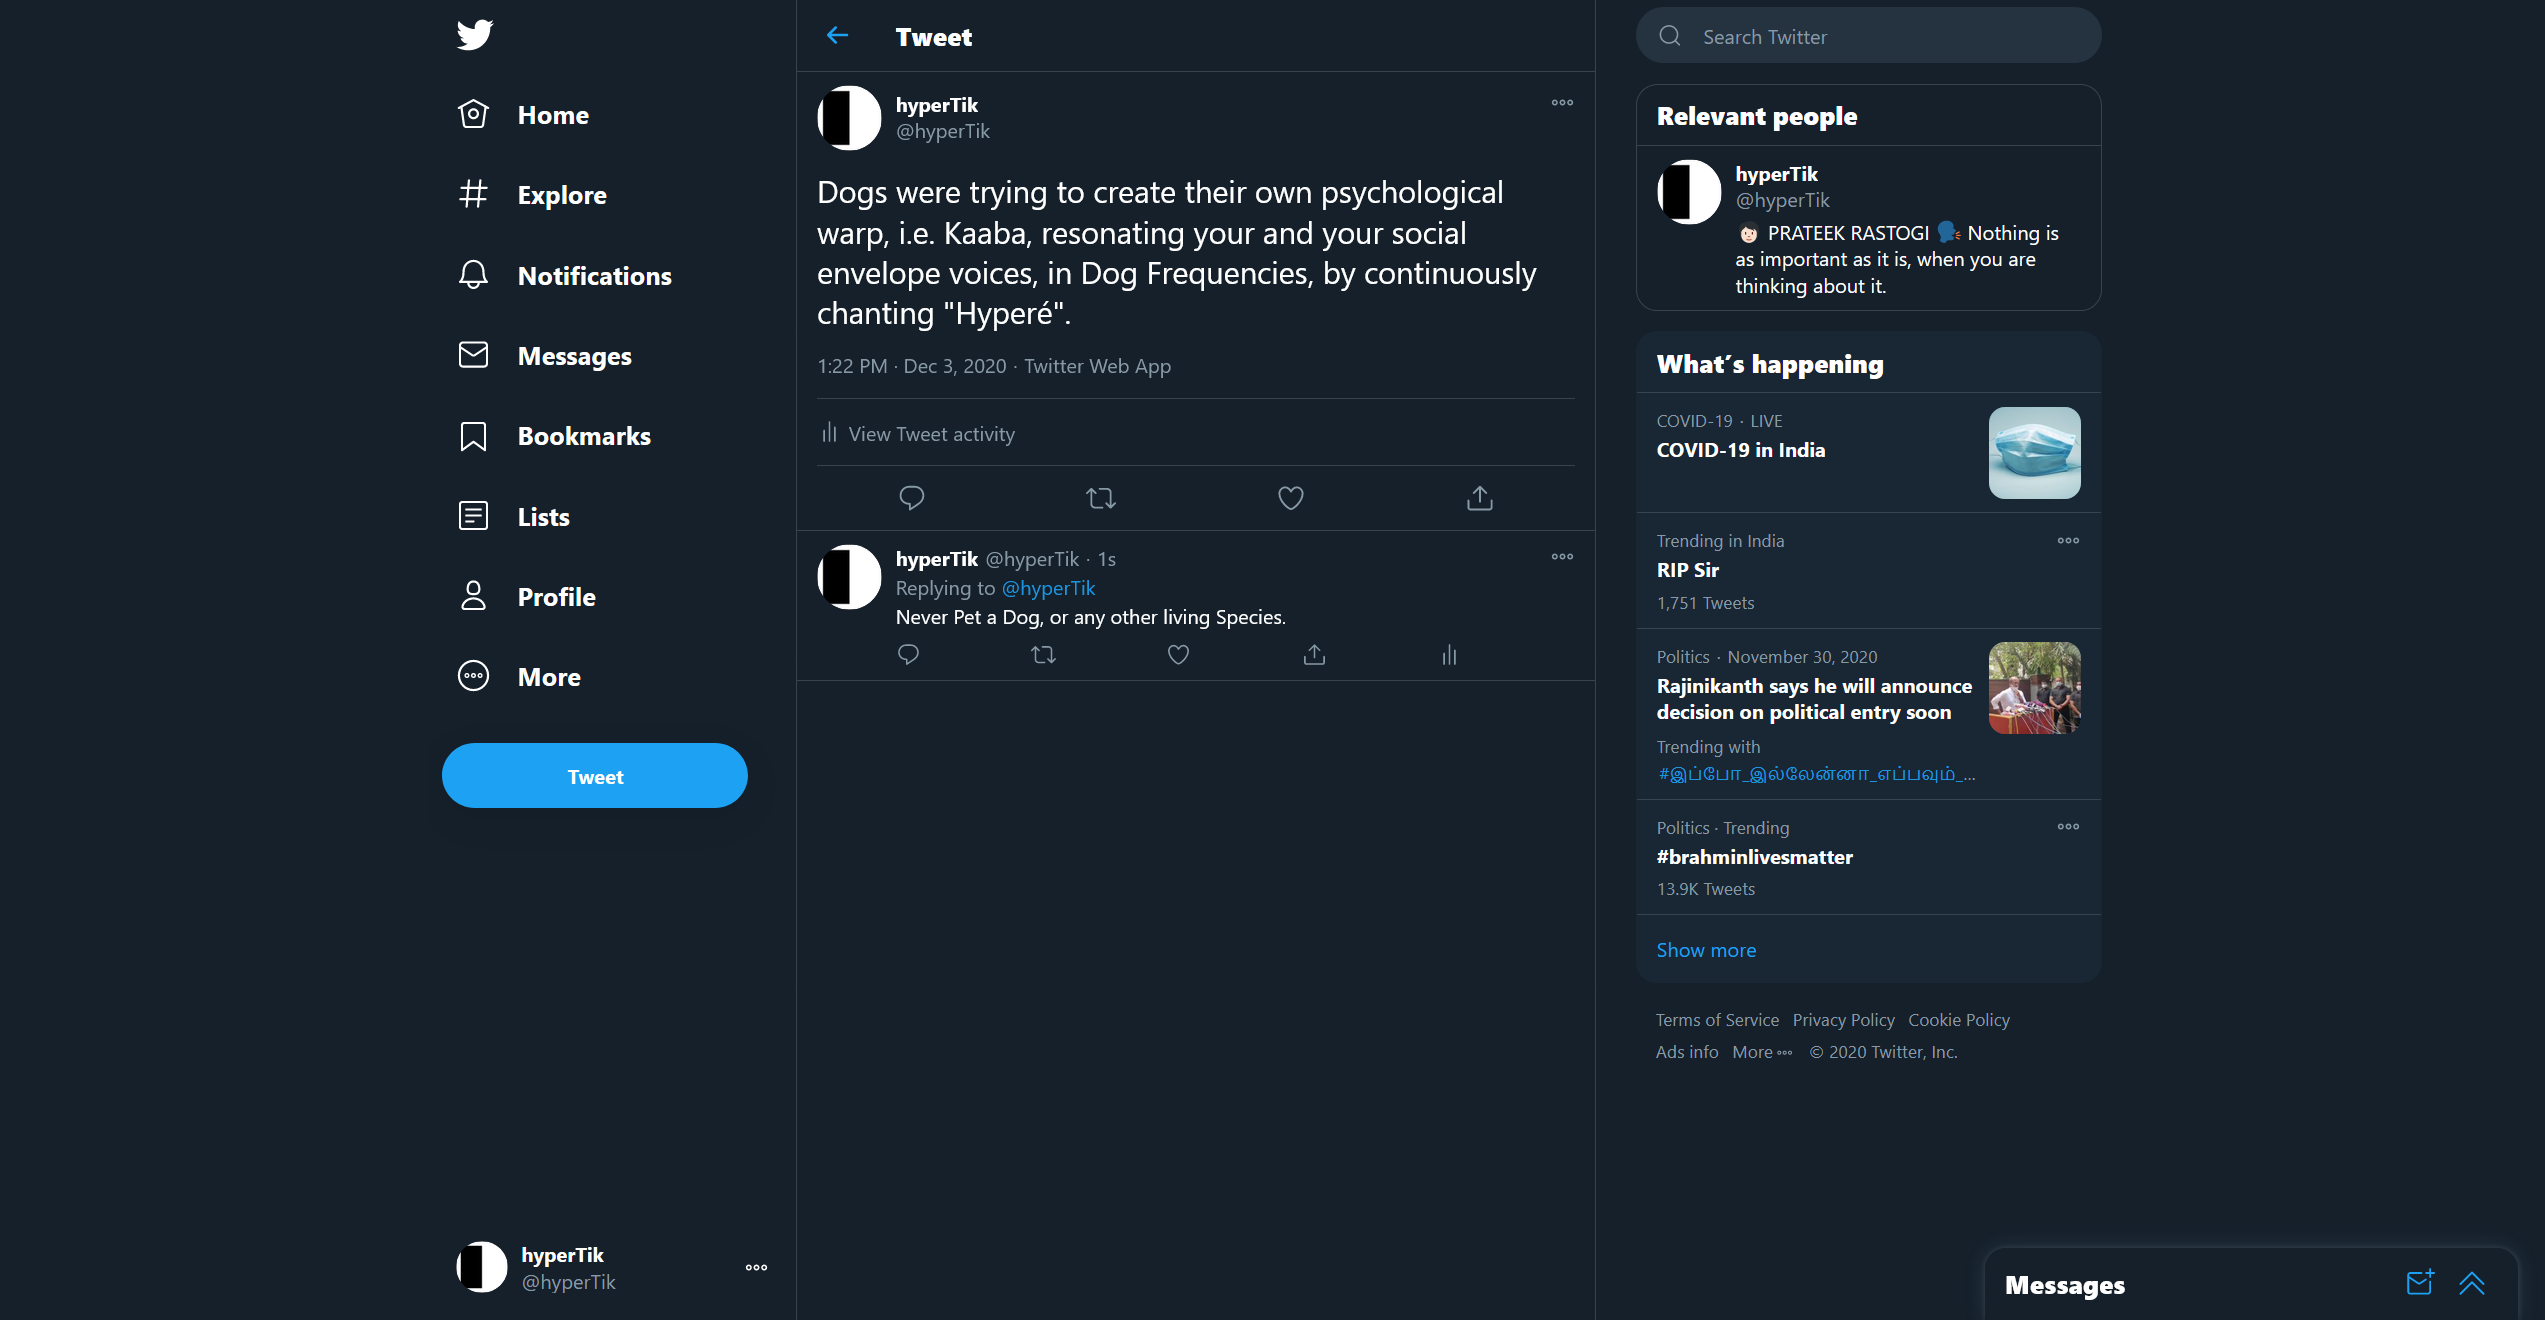 Home
Explore
Notifications
Messages
Bookmarks
Lists
Profile
More
Tweet
hyperTik
@hyperTik
Tweet
hyperTik
@hyperTik
Dogs were trying to create their own psychological
warp, i.e. Kaaba, resonating your and your social
envelope voices, in Dog Frequencies, by continuously
chanting "Hyperé".
1:22 PM · Dec 3, 2020 · Twitter Web App
View Tweet activity
hyperTik @hyperTik · 1s
Replying to @hyperTik
Never Pet a Dog, or any other living Species.
Search Twitter
Relevant people
hyperTik
@hyperTik
PRATEEK RASTOGI Nothing is
as important as it is, when you are
thinking about it.
What's happening
COVID-19 · LIVE
COVID-19 in India
Trending in India
RIP Sir
1,751 Tweets
Politics · November 30, 2020
Rajinikanth says he will announce
decision on political entry soon
Trending with
#இப்போ_இல்லேன்னா_எப்பவும்_...
Politics · Trending
#brahminlivesmatter
13.9K Tweets
Show more
Terms of Service Privacy Policy Cookie Policy
Ads info More © 2020 Twitter, Inc.
Messages